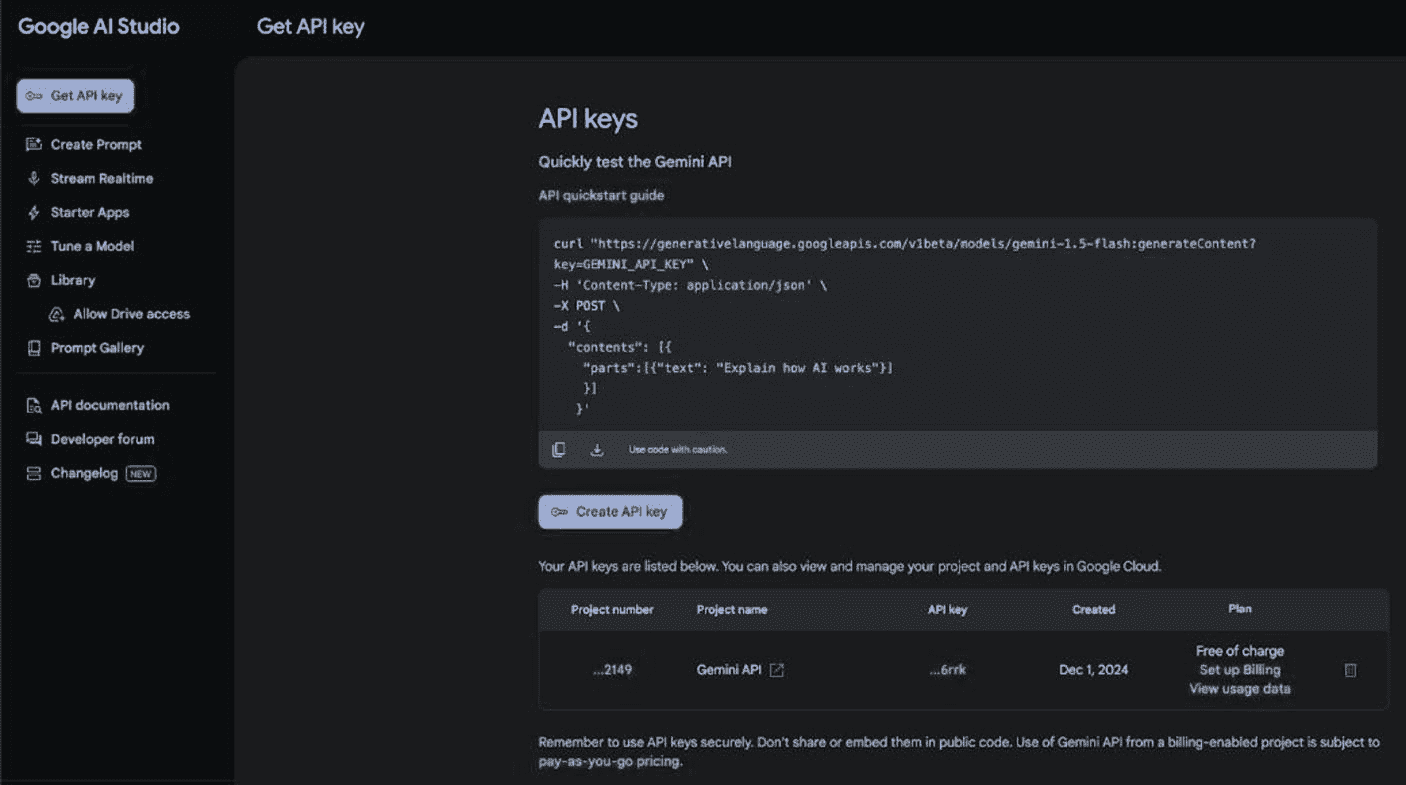 Google AI Studio
Get API key
Get API key
Create Prompt
Stream Realtime
Starter Apps
Tune a Model
Library
Allow Drive access
Prompt Gallery
API documentation
Developer forum
Changelog NEW
API keys
Quickly test the Gemini API
API quickstart guide
curl "https://generativelanguage.googleapis.com/v1beta/models/gemini-1.5-flash:generateContent?
key=GEMINI_API_KEY" \
-H 'Content-Type: application/json' \
-X POST \
-d '{
"contents": [{
"parts":[{"text": "Explain how AI works"}]
}]
}'
Use code with caution.
Create API key
Your API keys are listed below. You can also view and manage your project and API keys in Google Cloud.
Project number Project name API key Created Plan
...2149 Gemini API ...6rrk Dec 1, 2024 Free of charge
Set up Billing
View usage data
Remember to use API keys securely. Don't share or embed them in public code. Use of Gemini API from a billing-enabled project is subject to
pay-as-you-go pricing.